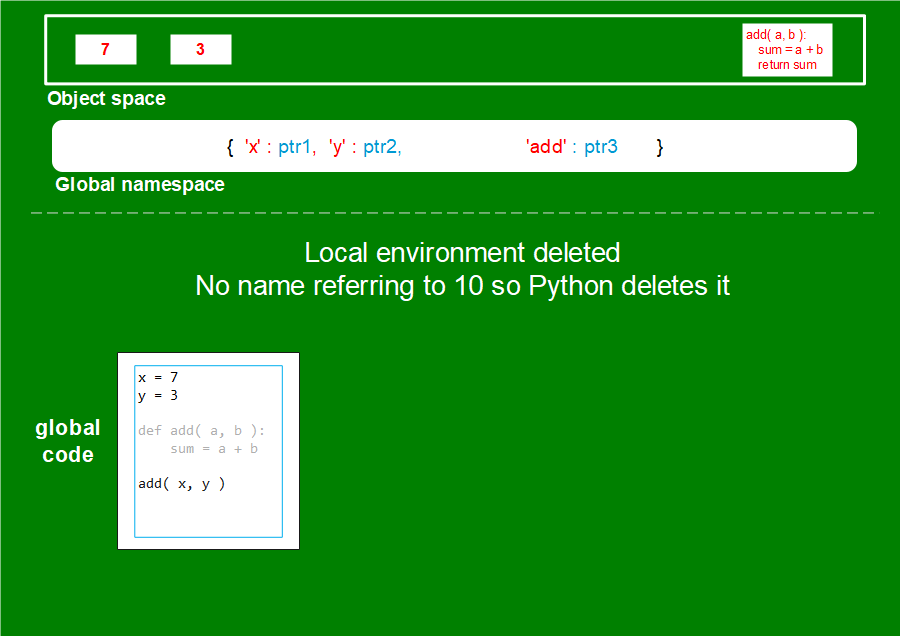 7 3
add( a, b ):
sum = a + b
return sum
Object space
{ 'x' : ptr1, 'y' : ptr2, 'add' : ptr3 }
Global namespace
Local environment deleted
No name referring to 10 so Python deletes it
global
code
x = 7
y = 3
def add( a, b ):
sum = a + b
add( x, y )